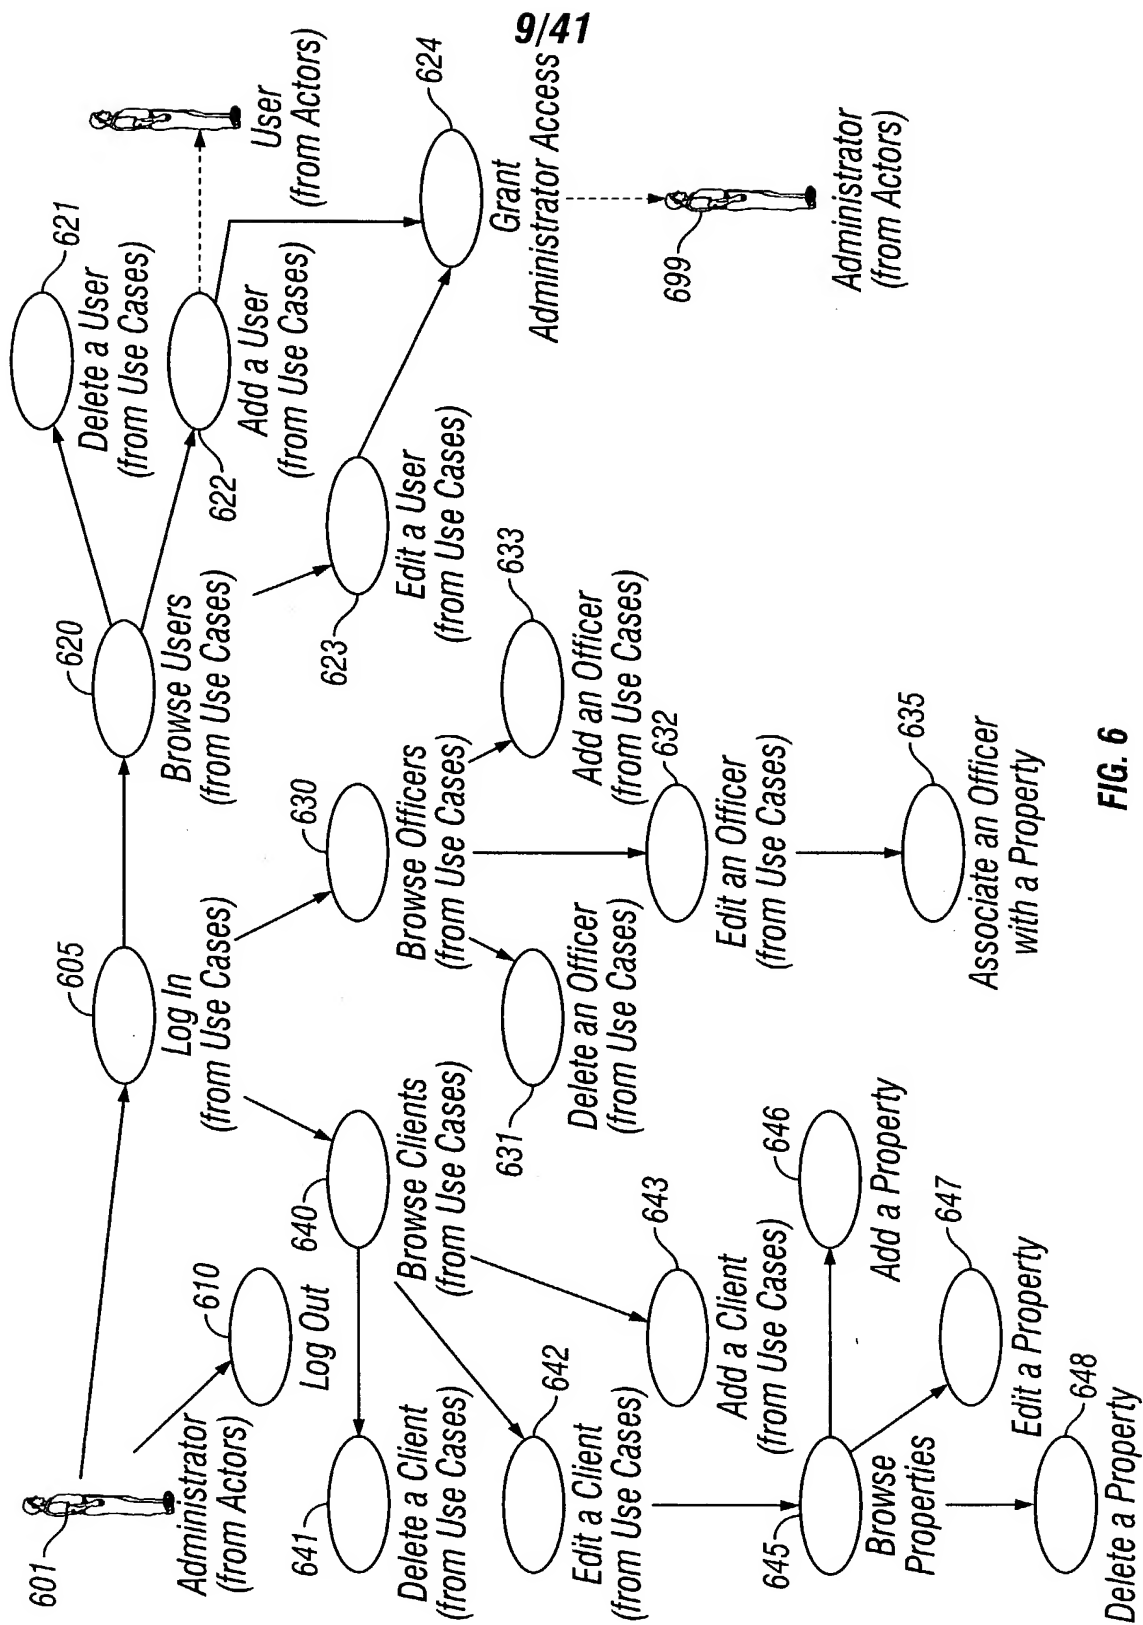 9/41
601
Administrator
(from Actors)
610
Log Out
605
Log In
(from Use Cases)
620
Browse Users
(from Use Cases)
621
Delete a User
(from Use Cases)
622
Add a User
(from Use Cases)
User
(from Actors)
623
Edit a User
(from Use Cases)
624
Grant
Administrator Access
699
Administrator
(from Actors)
630
Browse Officers
(from Use Cases)
631
Delete an Officer
(from Use Cases)
633
Add an Officer
(from Use Cases)
632
Edit an Officer
(from Use Cases)
635
Associate an Officer
with a Property
640
Browse Clients
(from Use Cases)
641
Delete a Client
(from Use Cases)
642
Edit a Client
(from Use Cases)
643
Add a Client
(from Use Cases)
645
Browse
Properties
646
Add a Property
647
Edit a Property
648
Delete a Property
FIG. 6